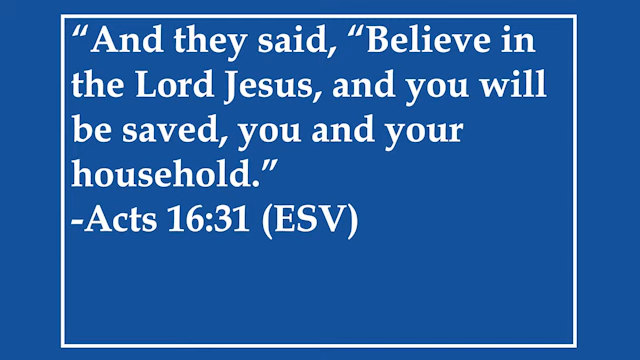 “And they said, “Believe in
the Lord Jesus, and you will
be saved, you and your
household.”
-Acts 16:31 (ESV)